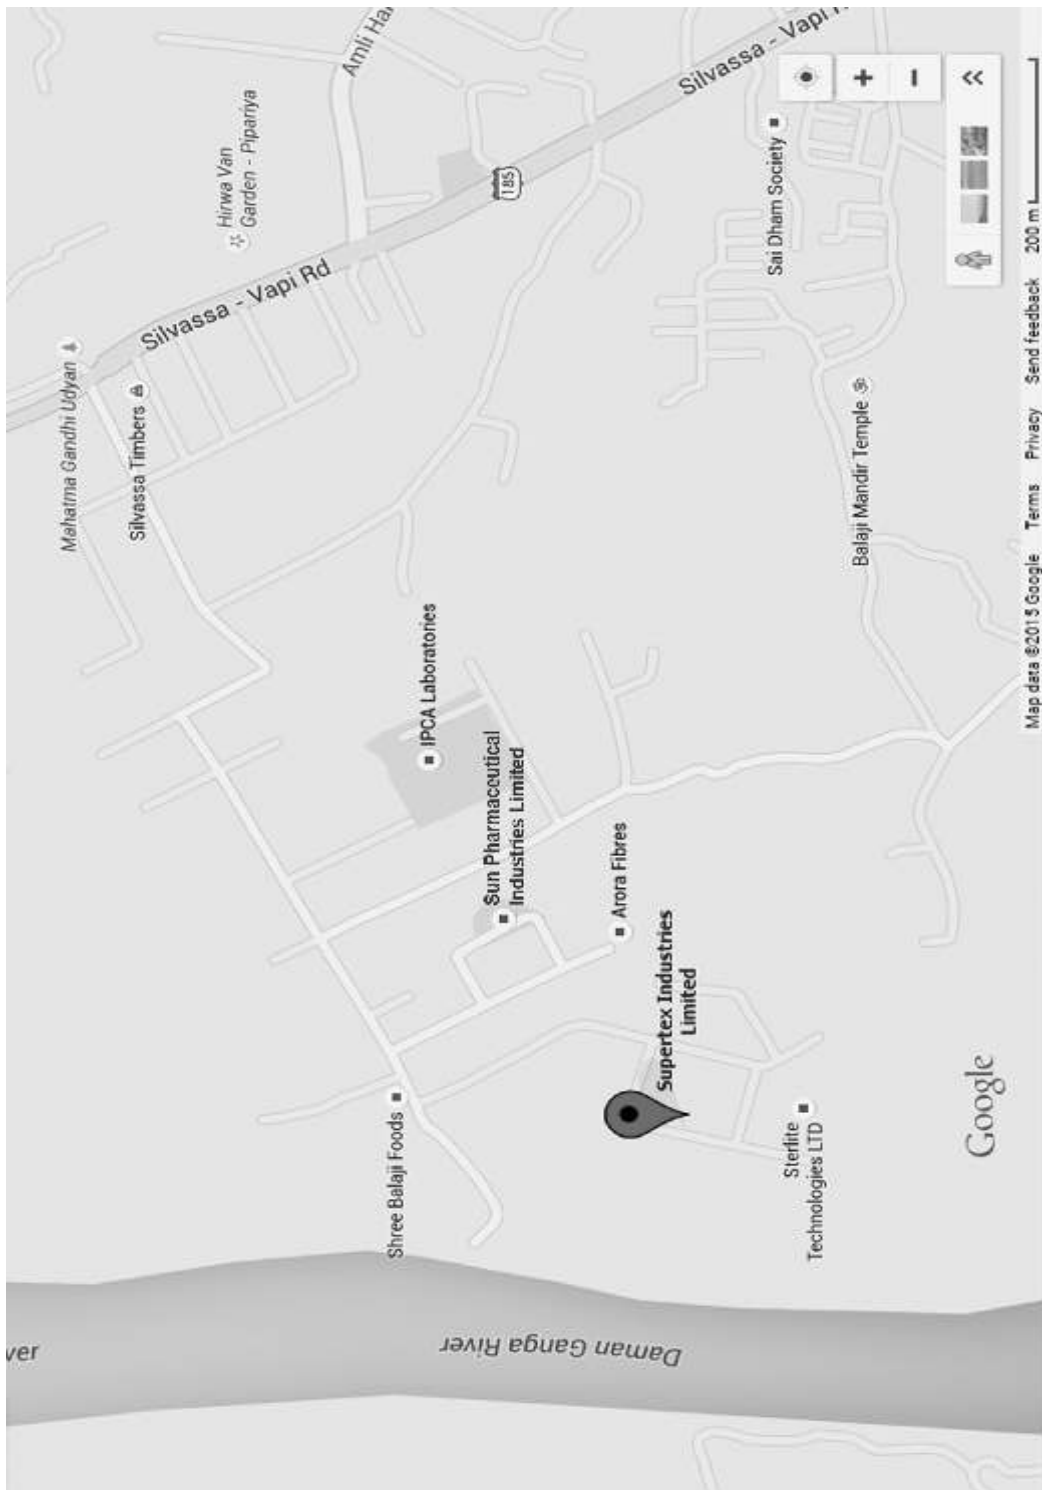 ver
Mahatma Gandhi Udyan
Silvassa Timbers
Hirwa Van
Garden - Pipariya
Silvassa - Vapi Rd
Amli Har
Shree Balaji Foods
IPCA Laboratories
Sun Pharmaceutical
Industries Limited
185
Daman Ganga River
Arora Fibres
Supertex Industries
Limited
Silvassa - Vapi R
Sai Dham Society
Sterlite
Technologies LTD
Balaji Mandir Temple
Google
Map data ©2015 Google Terms Privacy Send feedback 200 m